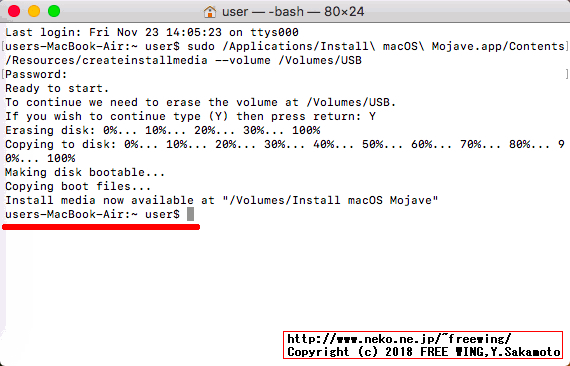 user — -bash — 80×24
Last login: Fri Nov 23 14:05:23 on ttys000
[users-MacBook-Air:~ user$ sudo /Applications/Install\ macOS\ Mojave.app/Contents]
/Resources/createinstallmedia --volume /Volumes/USB
[Password: ]
Ready to start.
To continue we need to erase the volume at /Volumes/USB.
If you wish to continue type (Y) then press return: Y
Erasing disk: 0%... 10%... 20%... 30%... 100%
Copying to disk: 0%... 10%... 20%... 30%... 40%... 50%... 60%... 70%... 80%... 9
0%... 100%
Making disk bootable...
Copying boot files...
Install media now available at "/Volumes/Install macOS Mojave"
users-MacBook-Air:~ user$
http://www.neko.ne.jp/~freewing/
Copyright (c) 2018 FREE WING,Y.Sakamoto